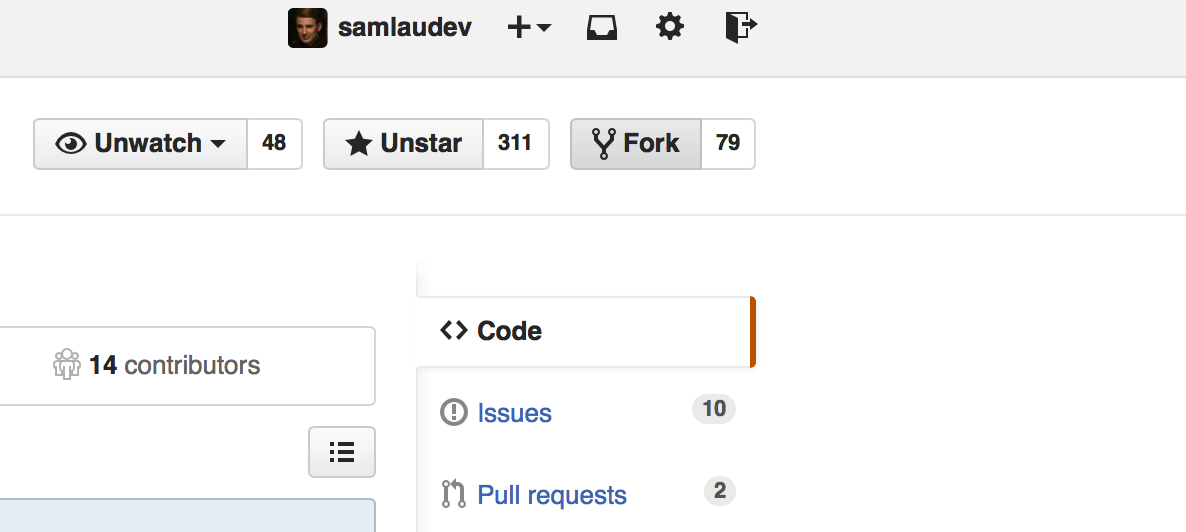 samlaudev
Unwatch 48 Unstar 311 Fork 79
Code
14 contributors
Issues 10
Pull requests 2